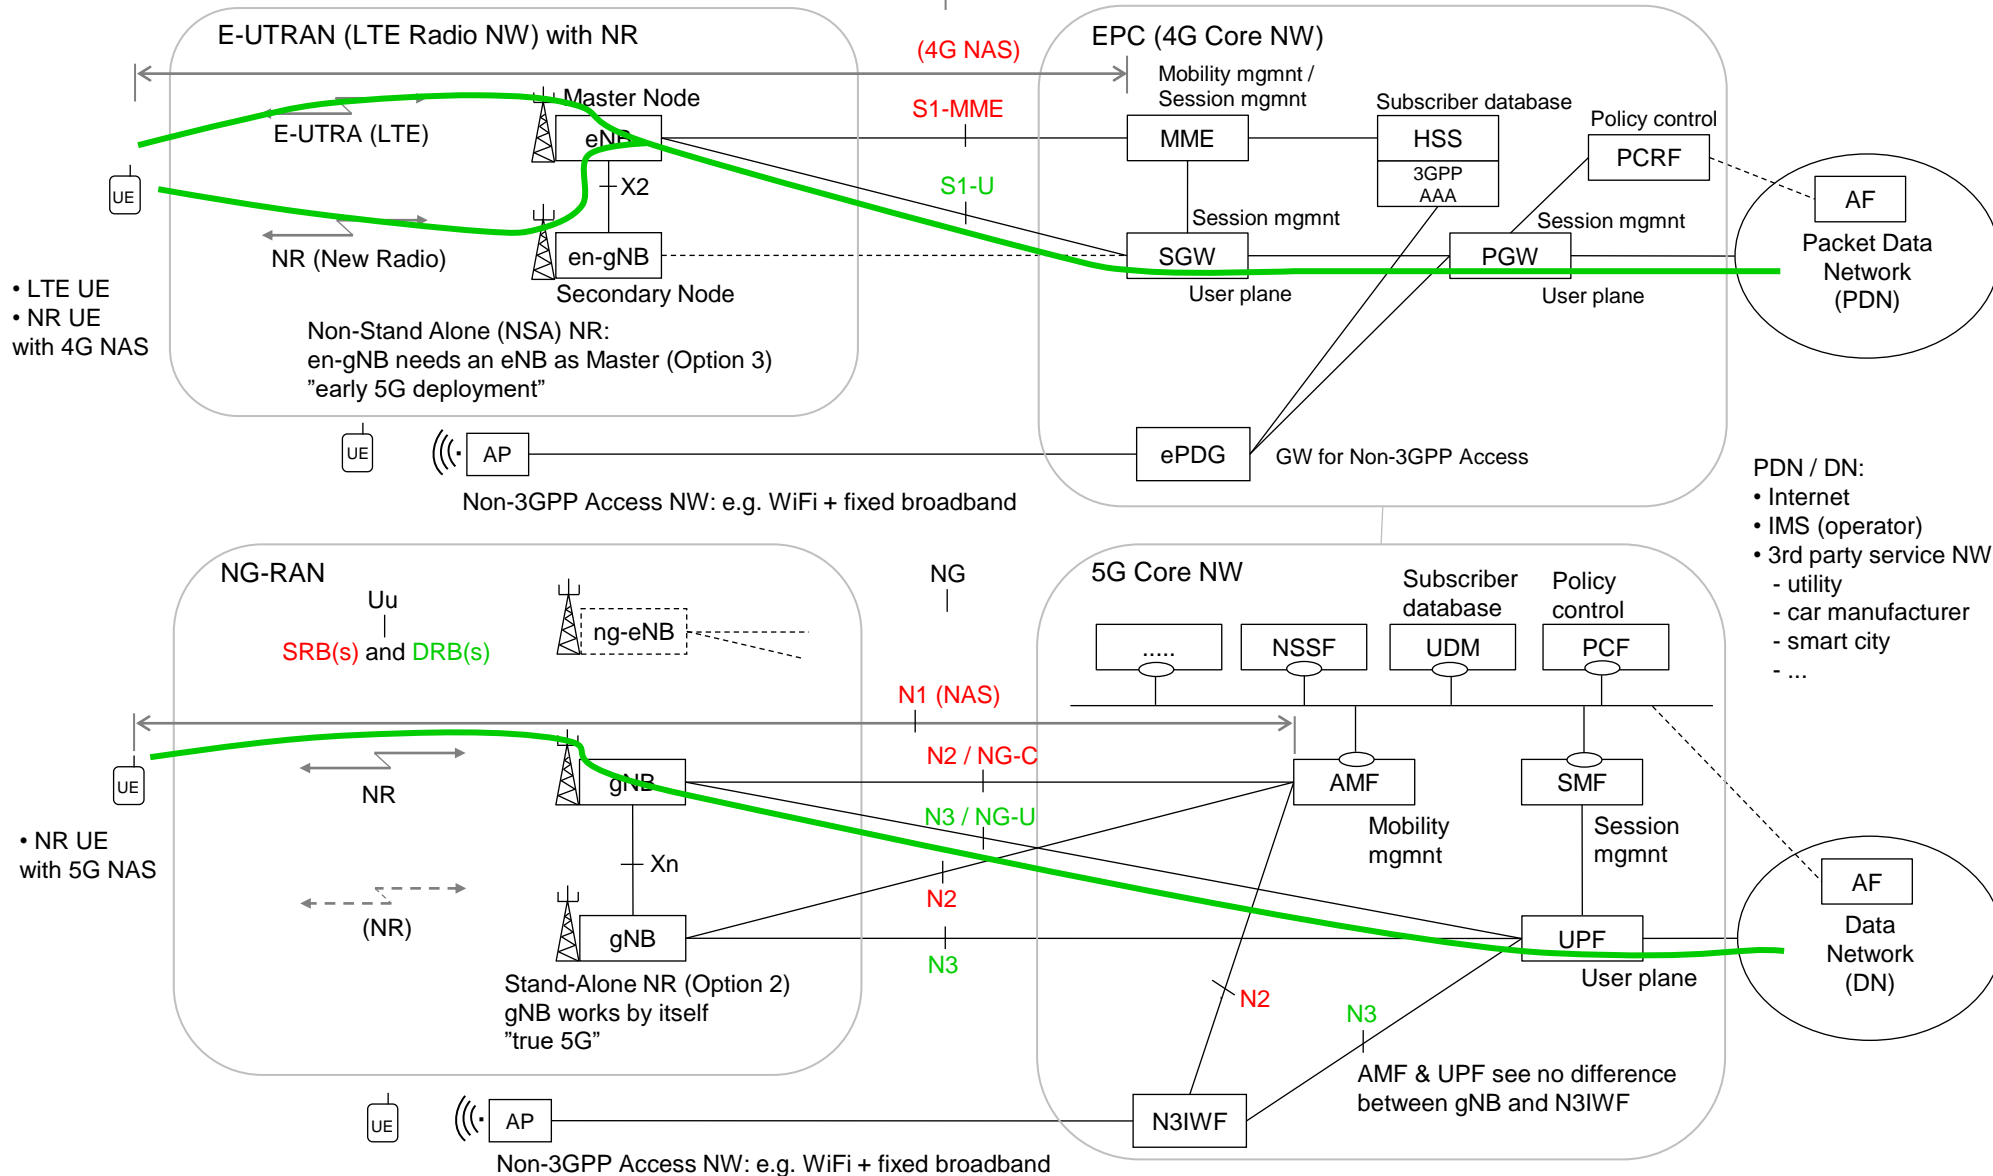 E-UTRAN (LTE Radio NW) with NR
(4G NAS)
EPC (4G Core NW)
Mobility mgmnt /
Session mgmnt
Master Node
S1-MME
Subscriber database
Policy control
E-UTRA (LTE)
eNB
MME
HSS
PCRF
3GPP
AAA
UE
X2
S1-U
AF
Session mgmnt
Session mgmnt
NR (New Radio)
en-gNB
SGW
PGW
Packet Data
Network
(PDN)
Secondary Node
User plane
User plane
• LTE UE
• NR UE
with 4G NAS
Non-Stand Alone (NSA) NR:
en-gNB needs an eNB as Master (Option 3)
”early 5G deployment”
UE
AP
ePDG
GW for Non-3GPP Access
Non-3GPP Access NW: e.g. WiFi + fixed broadband
PDN / DN:
• Internet
• IMS (operator)
• 3rd party service NW
- utility
- car manufacturer
- smart city
- ...
NG-RAN
NG
5G Core NW
Uu
SRB(s) and DRB(s)
ng-eNB
Subscriber
database
Policy
control
.....
NSSF
UDM
PCF
N1 (NAS)
N2 / NG-C
UE
NR
gNB
AMF
SMF
N3 / NG-U
Mobility
mgmnt
Session
mgmnt
• NR UE
with 5G NAS
Xn
N2
AF
(NR)
gNB
UPF
Data
Network
(DN)
N3
User plane
Stand-Alone NR (Option 2)
gNB works by itself
”true 5G”
N2
N3
AMF & UPF see no difference
between gNB and N3IWF
UE
AP
N3IWF
Non-3GPP Access NW: e.g. WiFi + fixed broadband